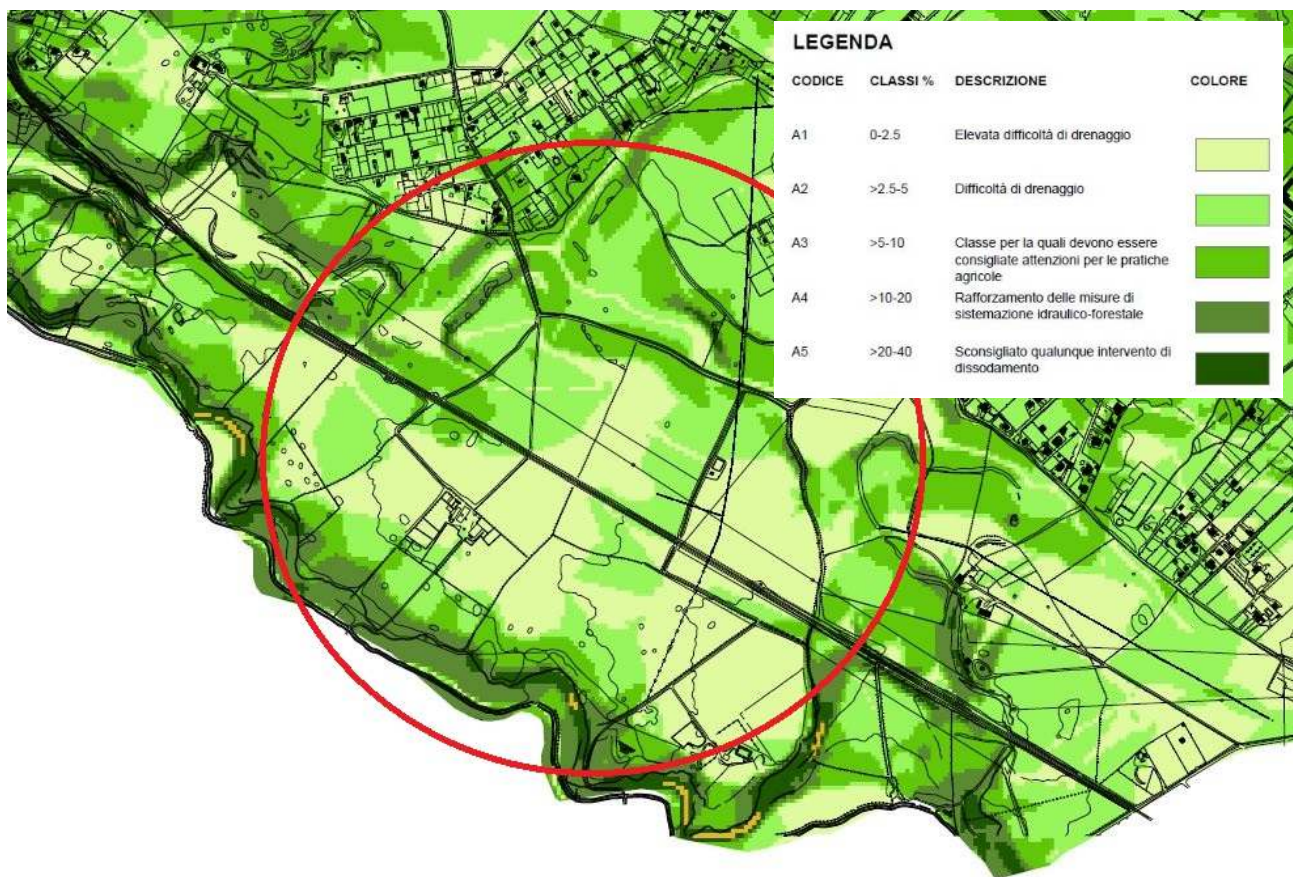 LEGENDA
CODICE CLASSI % DESCRIZIONE COLORE
A1 0-2.5 Elevata difficoltà di drenaggio
A2 >2.5-5 Difficoltà di drenaggio
A3 >5-10 Classe per la quali devono essere
consigliate attenzioni per le pratiche
agricole
A4 >10-20 Rafforzamento delle misure di
sistemazione idraulico-forestale
A5 >20-40 Sconsigliato qualunque intervento di
dissodamento